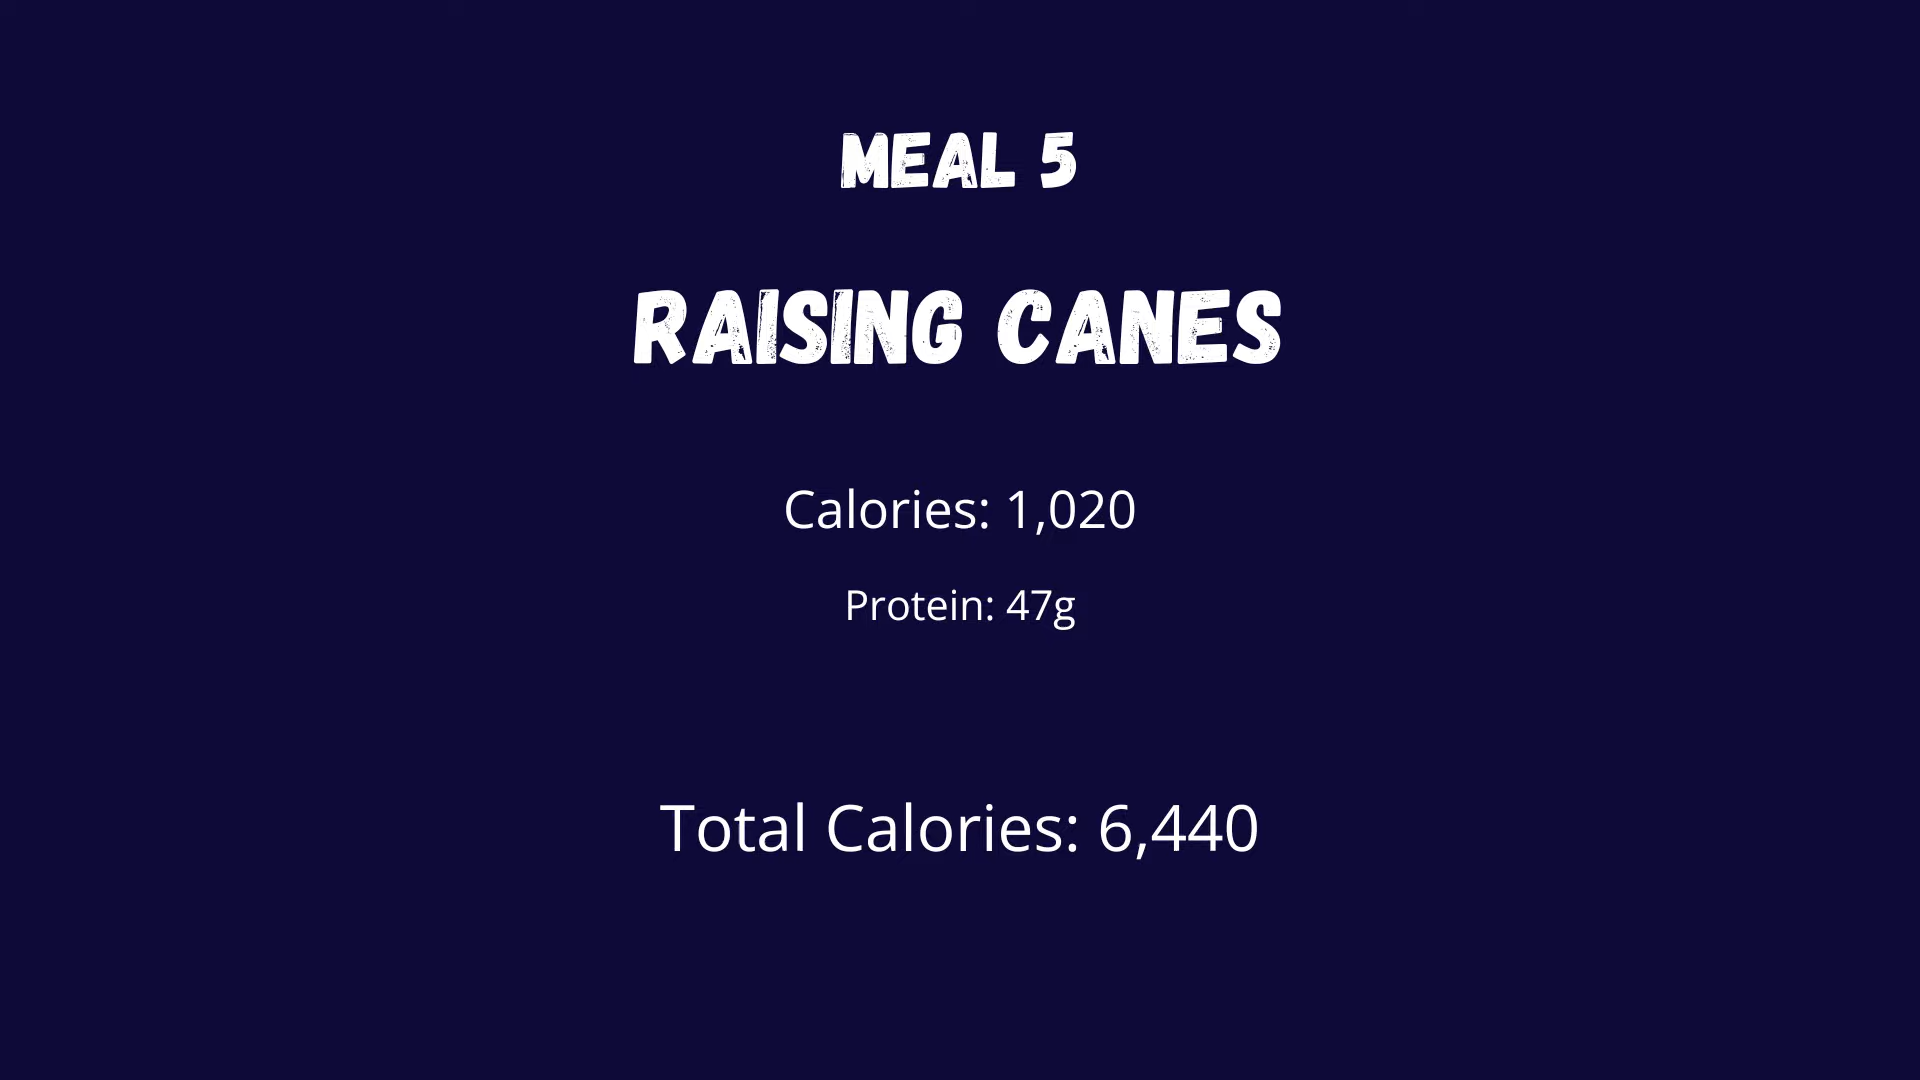 MEAL 5
RAISING CANES
Calories: 1,020
Protein: 47g
Total Calories: 6,440